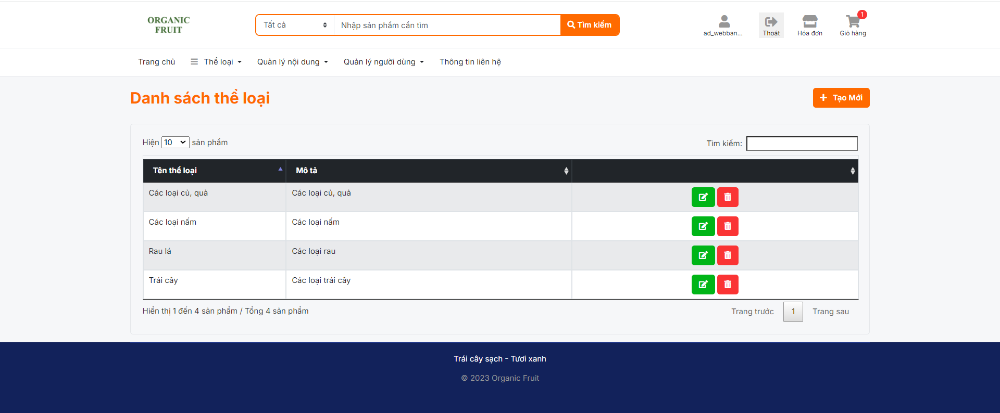 ORGANIC
FRUIT
Tất cả
Nhập sản phẩm cần tìm
Tìm kiếm
ad_webban...
Thoát
Hóa đơn
1
Giỏ hàng
Trang chủ
Thể loại
Quản lý nội dung
Quản lý người dùng
Thông tin liên hệ
Danh sách thể loại
Tạo Mới
Hiện 10 sản phẩm
Tìm kiếm:
Tên thể loại
Mô tả
Các loại củ, quả
Các loại củ, quả
Các loại nấm
Các loại nấm
Rau lá
Các loại rau
Trái cây
Các loại trái cây
Hiển thị 1 đến 4 sản phẩm / Tổng 4 sản phẩm
Trang trước
1
Trang sau
Trái cây sạch - Tươi xanh
© 2023 Organic Fruit